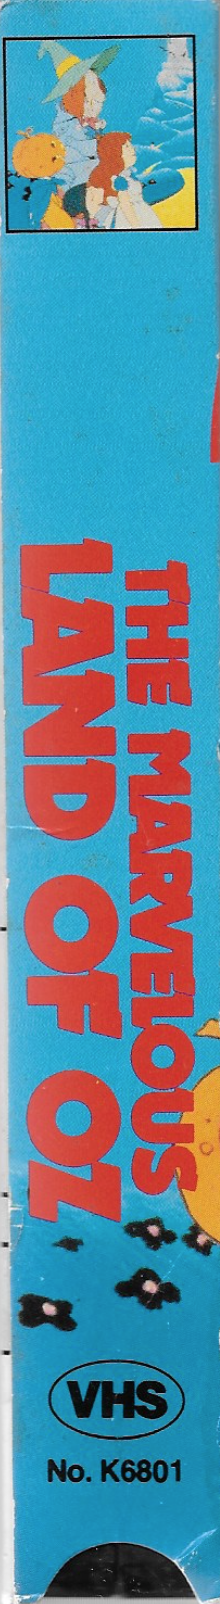 THE MARVELOUS
LAND OF OZ
VHS
No. K6801